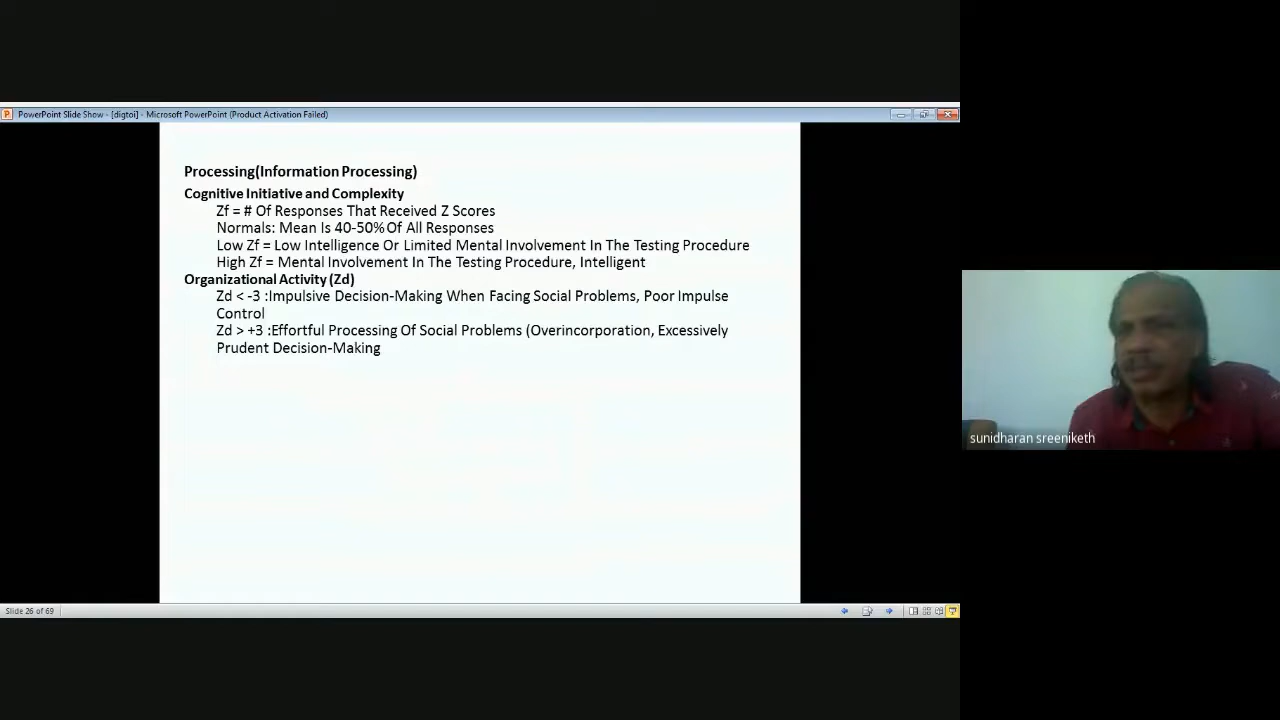 PowerPoint Slide Show - [digtoi] - Microsoft PowerPoint (Product Activation Failed)
Processing(Information Processing)
Cognitive Initiative and Complexity
Zf = # Of Responses That Received Z Scores
Normals: Mean Is 40-50% Of All Responses
Low Zf = Low Intelligence Or Limited Mental Involvement In The Testing Procedure
High Zf = Mental Involvement In The Testing Procedure, Intelligent
Organizational Activity (Zd)
Zd < -3 :Impulsive Decision-Making When Facing Social Problems, Poor Impulse
Control
Zd > +3 :Effortful Processing Of Social Problems (Overincorporation, Excessively
Prudent Decision-Making
sunidharan sreeniketh
Slide 26 of 69